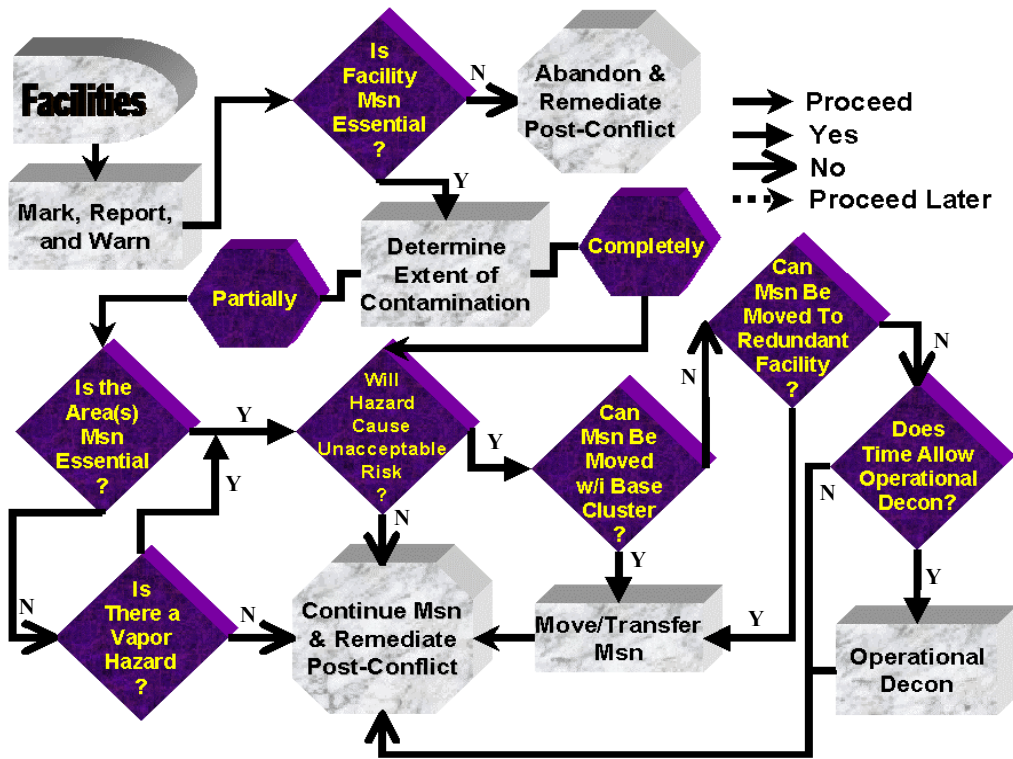 Facilities
Mark, Report,
and Warn
Is
Facility
Msn
Essential
?
N
Y
Abandon &
Remediate
Post-Conflict
Proceed
Yes
No
Proceed Later
Determine
Extent of
Contamination
Partially
Completely
Is the
Area(s)
Msn
Essential
?
Y
N
Y
Is
There a
Vapor
Hazard
?
N
Will
Hazard
Cause
Unacceptable
Risk
?
Y
N
Can
Msn Be
Moved
w/i Base
Cluster
?
N
Y
Can
Msn Be
Moved To
Redundant
Facility
?
N
Y
Does
Time Allow
Operational
Decon?
N
Y
Continue Msn
& Remediate
Post-Conflict
Move/Transfer
Msn
Operational
Decon